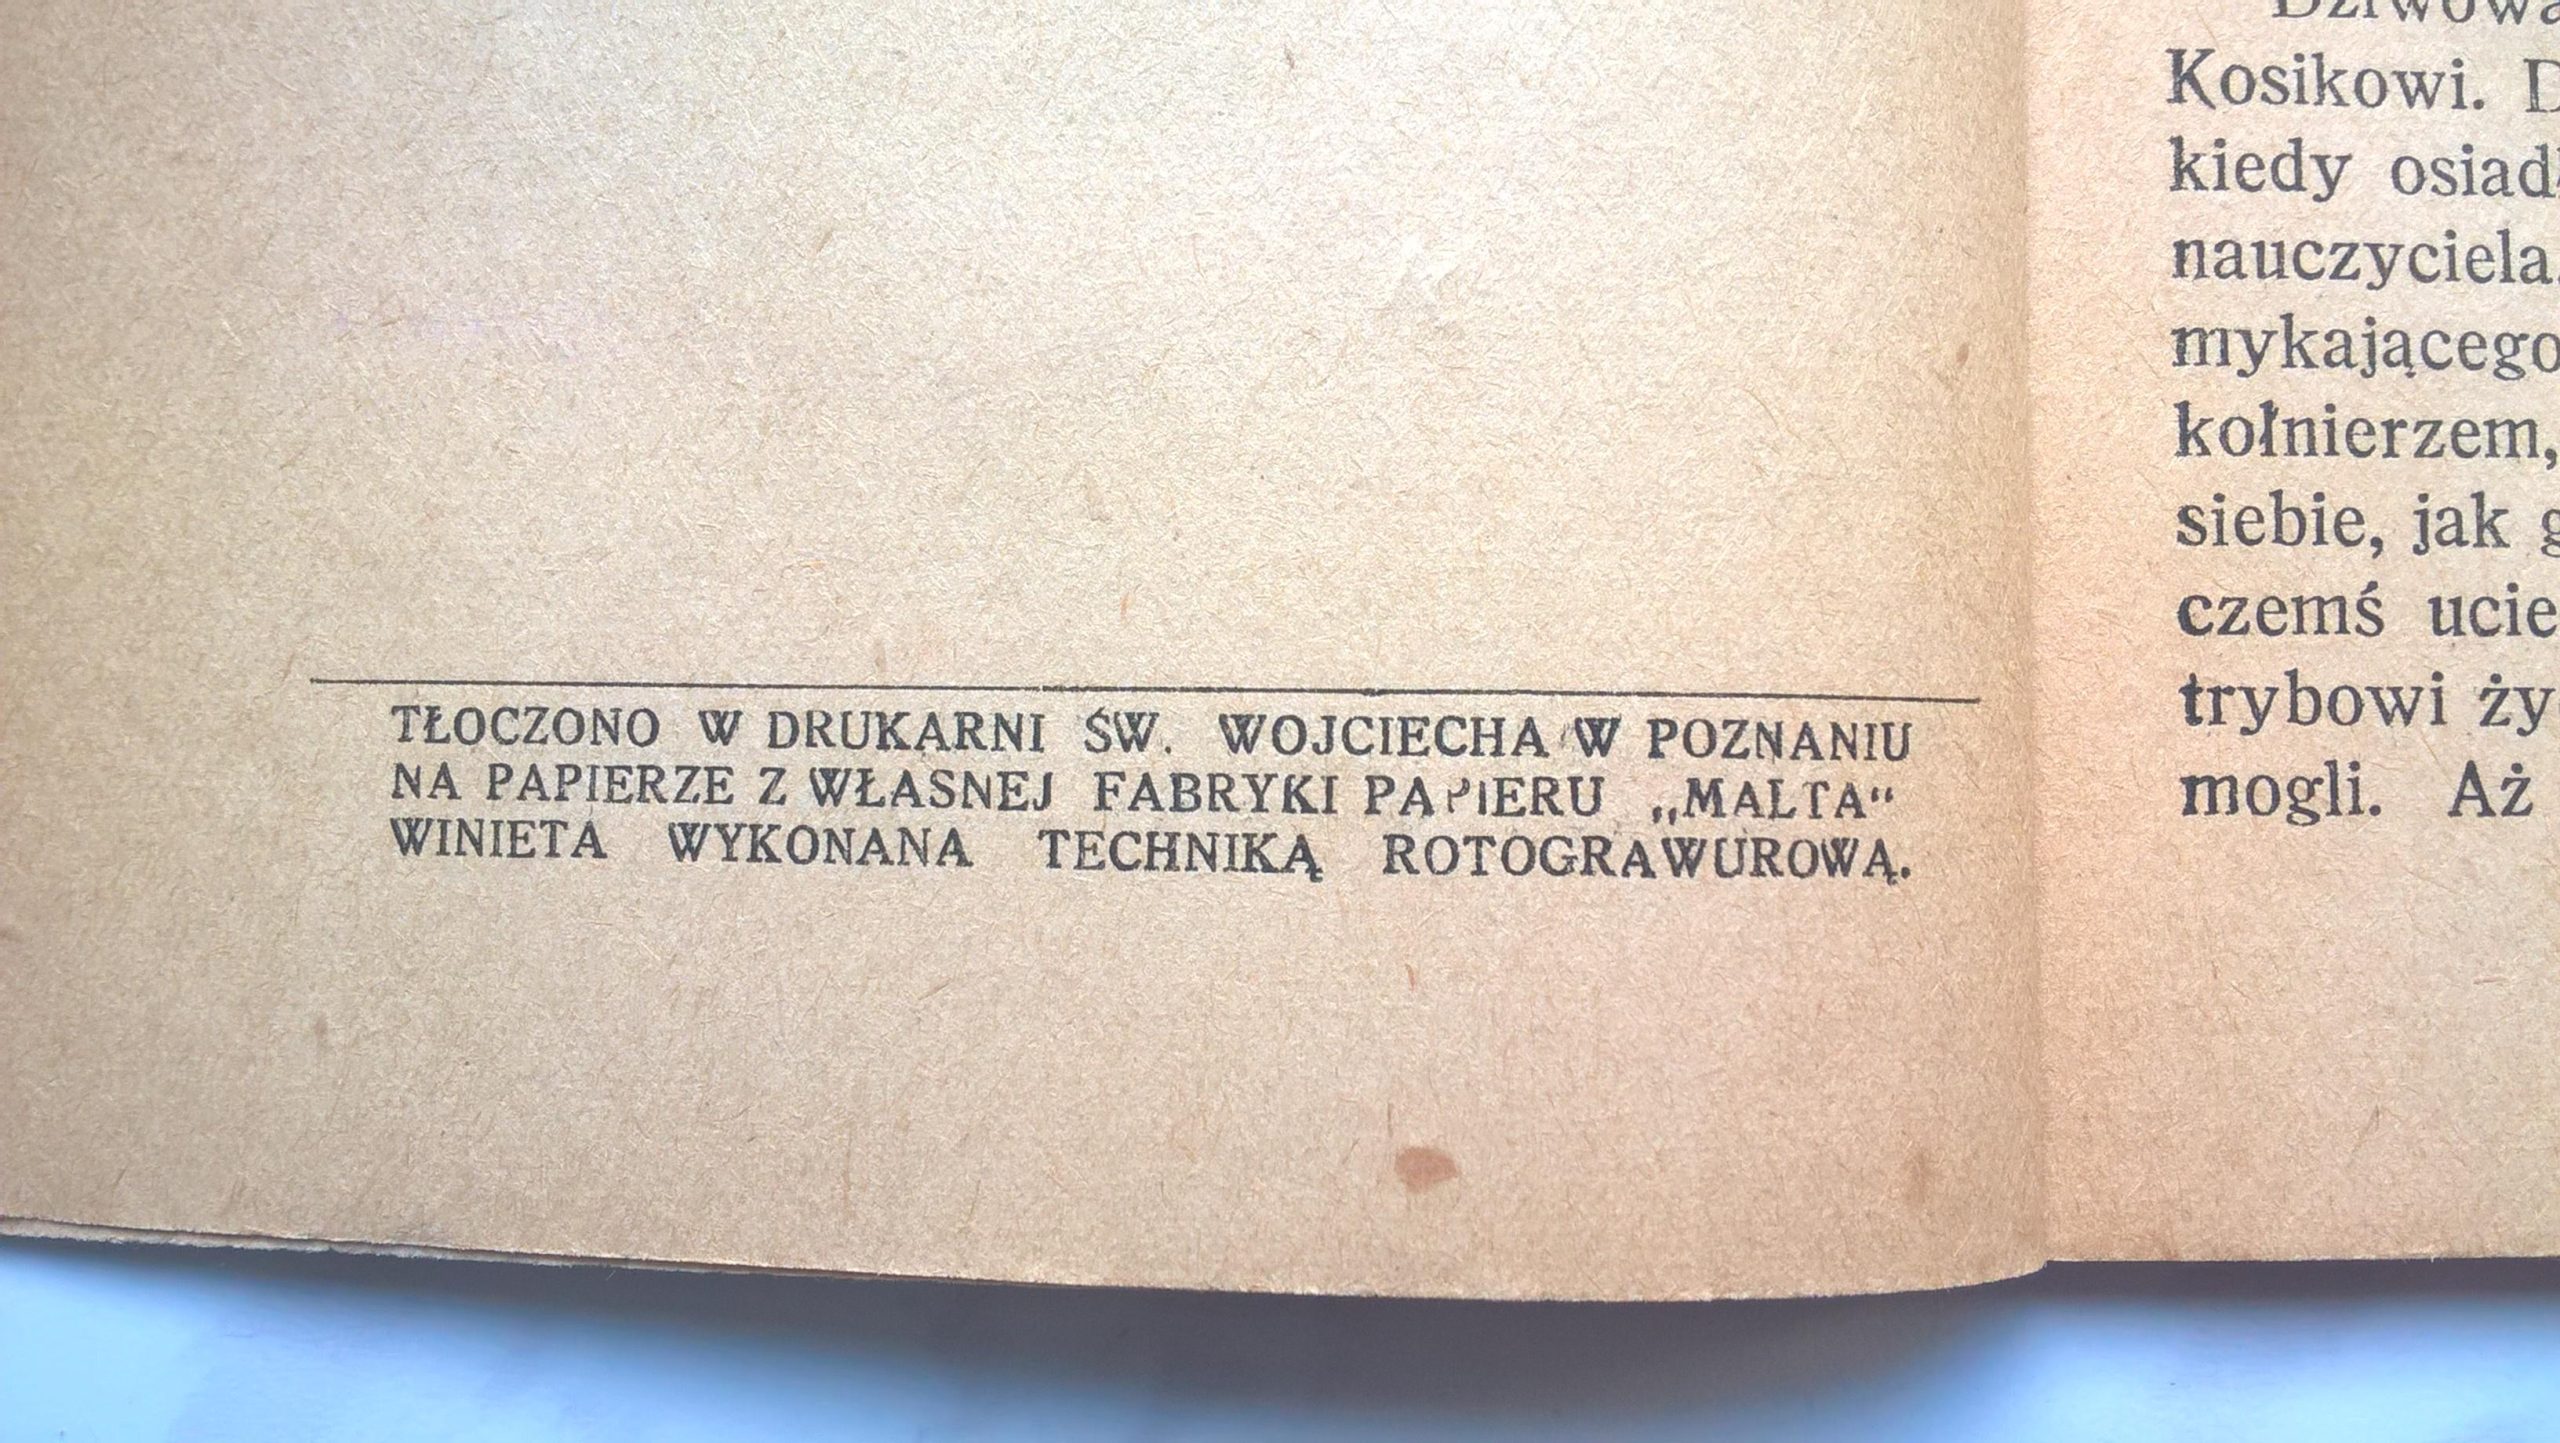 TŁOCZONO W DRUKARNI ŚW. WOJCIECHA W POZNANIU
NA PAPIERZE Z WŁASNEJ FABRYKI PAPIERU „MALTA“
WINIETA WYKONANA TECHNIKĄ ROTOGRAWUROWĄ.
Kosikowi.
kiedy
nauczyciela
mykającego
kołnierzem,
siebie, jak
czemś
trybowi
mogli. Aż